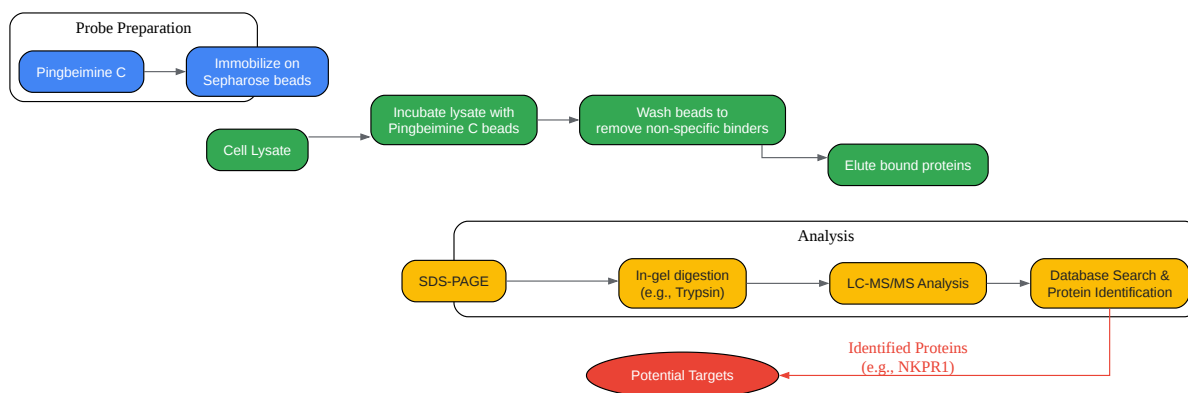 Probe Preparation
Pingbeimine C
Immobilize on
Sepharose beads
Incubate lysate with
Pingbeimine C beads
Wash beads to
remove non-specific binders
Cell Lysate
Elute bound proteins
Analysis
SDS-PAGE
In-gel digestion
(e.g., Trypsin)
LC-MS/MS Analysis
Database Search &
Protein Identification
Identified Proteins
(e.g., NKPR1)
Potential Targets